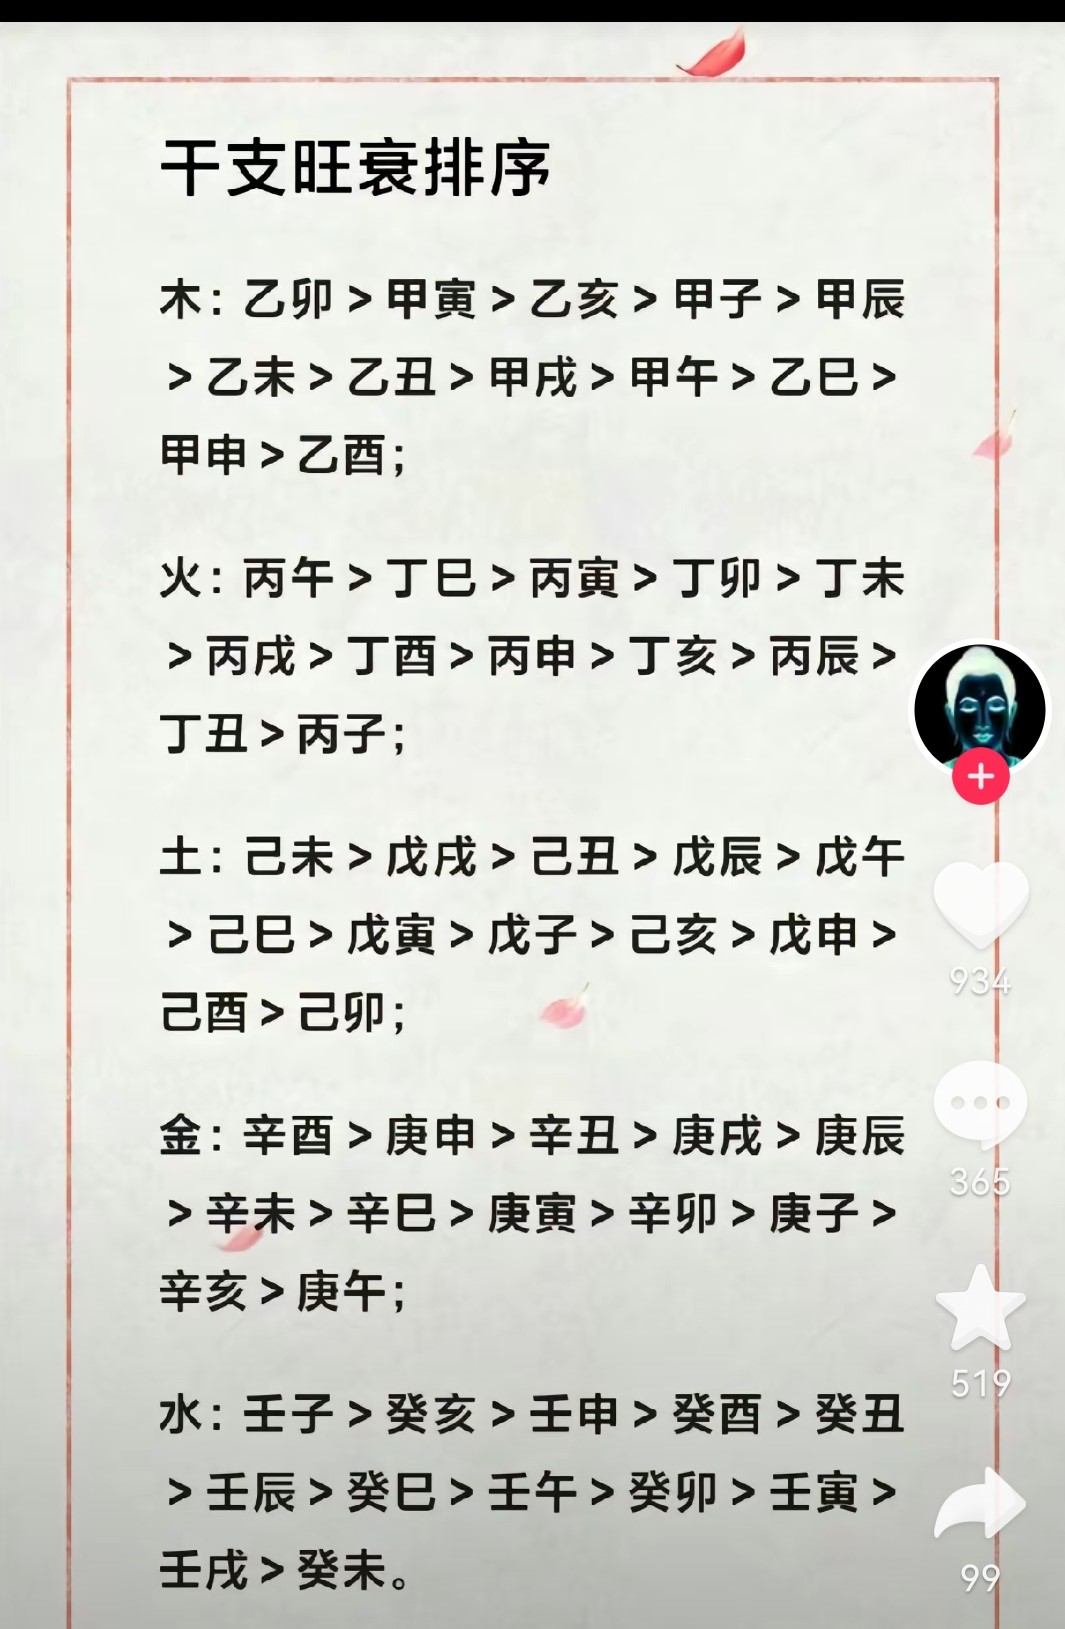 干支旺衰排序
木：乙卯 > 甲寅 > 乙亥 > 甲子 > 甲辰
> 乙未 > 乙丑 > 甲戌 > 甲午 > 乙巳 >
甲申 > 乙酉；
火：丙午 > 丁巳 > 丙寅 > 丁卯 > 丁未
> 丙戌 > 丁酉 > 丙申 > 丁亥 > 丙辰 >
丁丑 > 丙子；
土：己未 > 戊戌 > 己丑 > 戊辰 > 戊午
> 己巳 > 戊寅 > 戊子 > 己亥 > 戊申 >
己酉 > 己卯；
金：辛酉 > 庚申 > 辛丑 > 庚戌 > 庚辰
> 辛未 > 辛巳 > 庚寅 > 辛卯 > 庚子 >
辛亥 > 庚午；
水：壬子 > 癸亥 > 壬申 > 癸酉 > 癸丑
> 壬辰 > 癸巳 > 壬午 > 癸卯 > 壬寅 >
壬戌 > 癸未。
934
365
519
99